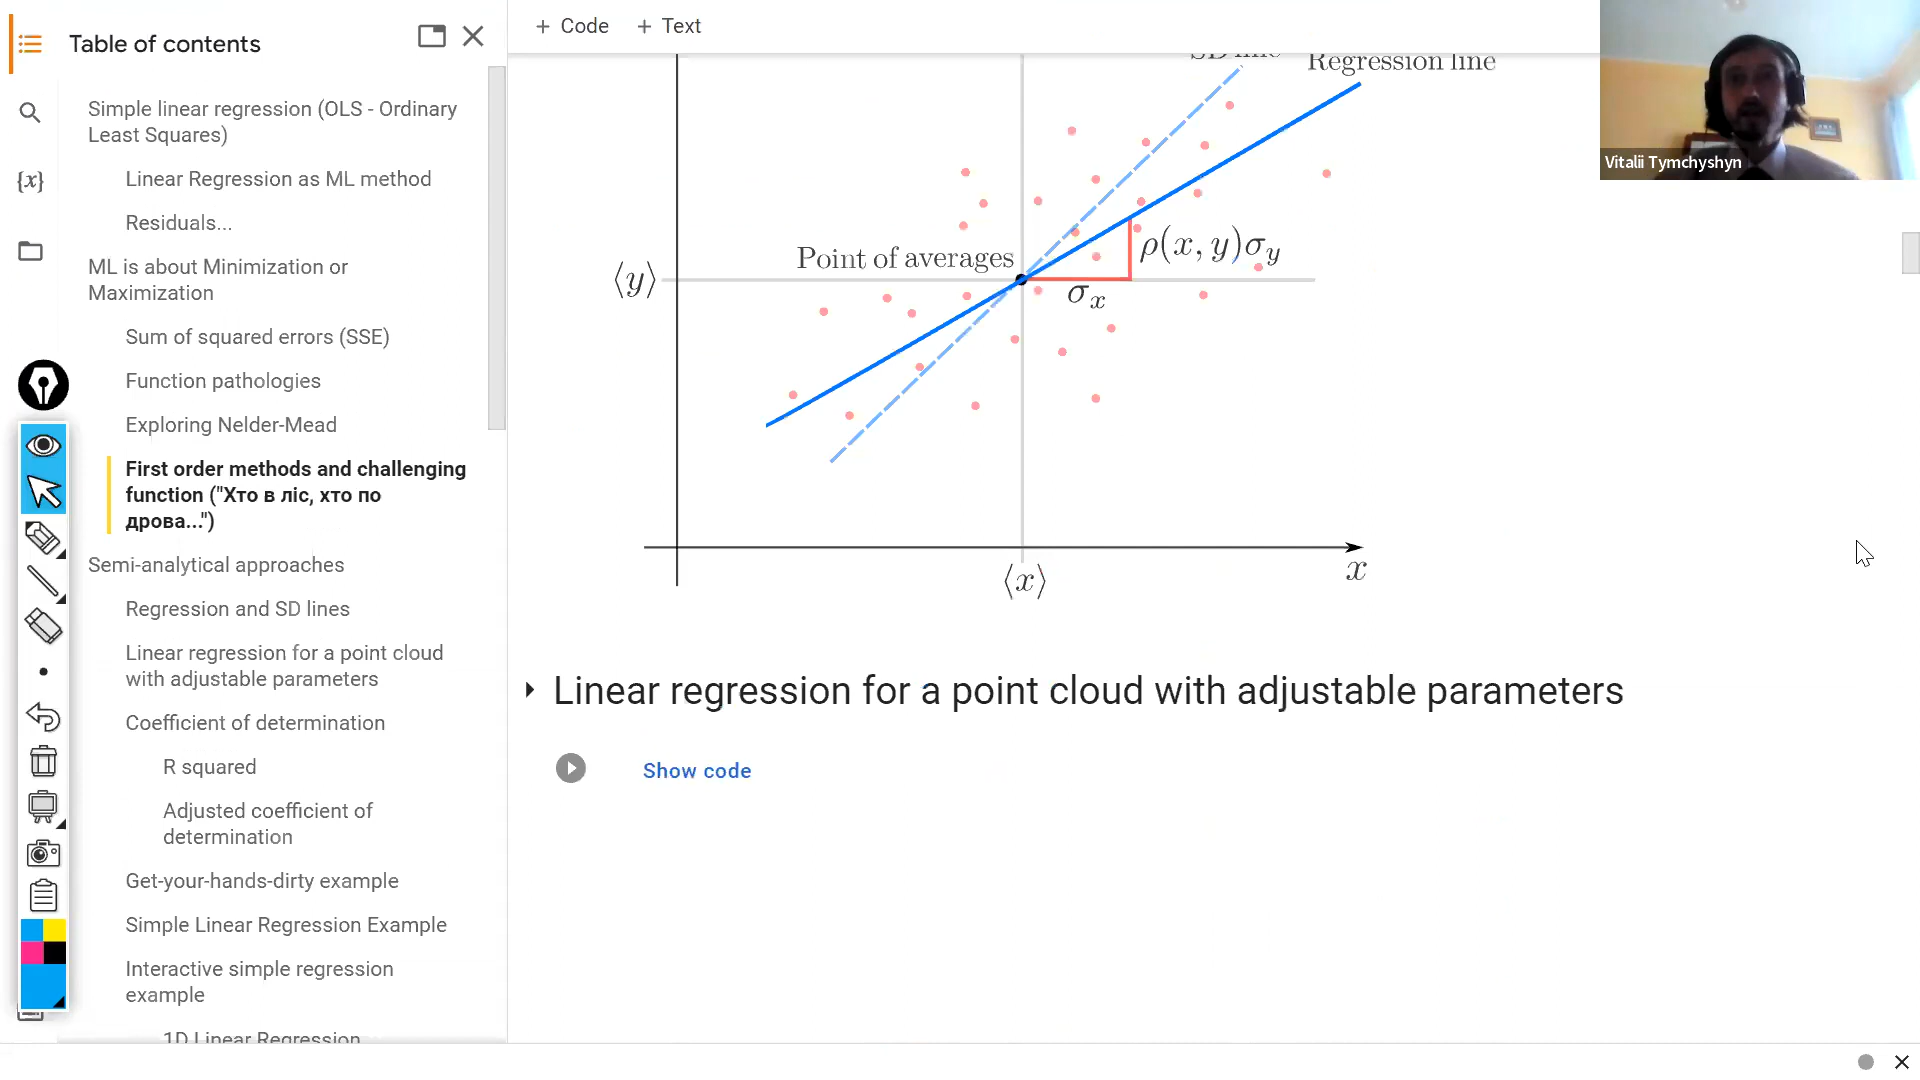 Table of contents
Simple linear regression (OLS - Ordinary
Least Squares)
Linear Regression as ML method
Residuals...
ML is about Minimization or
Maximization
Sum of squared errors (SSE)
Function pathologies
Exploring Nelder-Mead
First order methods and challenging
function ("Хто в ліс, хто по
дрова...")
Semi-analytical approaches
Regression and SD lines
Linear regression for a point cloud
with adjustable parameters
Coefficient of determination
R squared
Adjusted coefficient of
determination
Get-your-hands-dirty example
Simple Linear Regression Example
Interactive simple regression
example
1D Linear Regression
{x}
+ Code + Text
SD line
Regression line
Point of averages
⟨y⟩
ρ(x, y)σ_y
σ_x
⟨x⟩
x
Linear regression for a point cloud with adjustable parameters
Show code
Vitalii Tymchyshyn